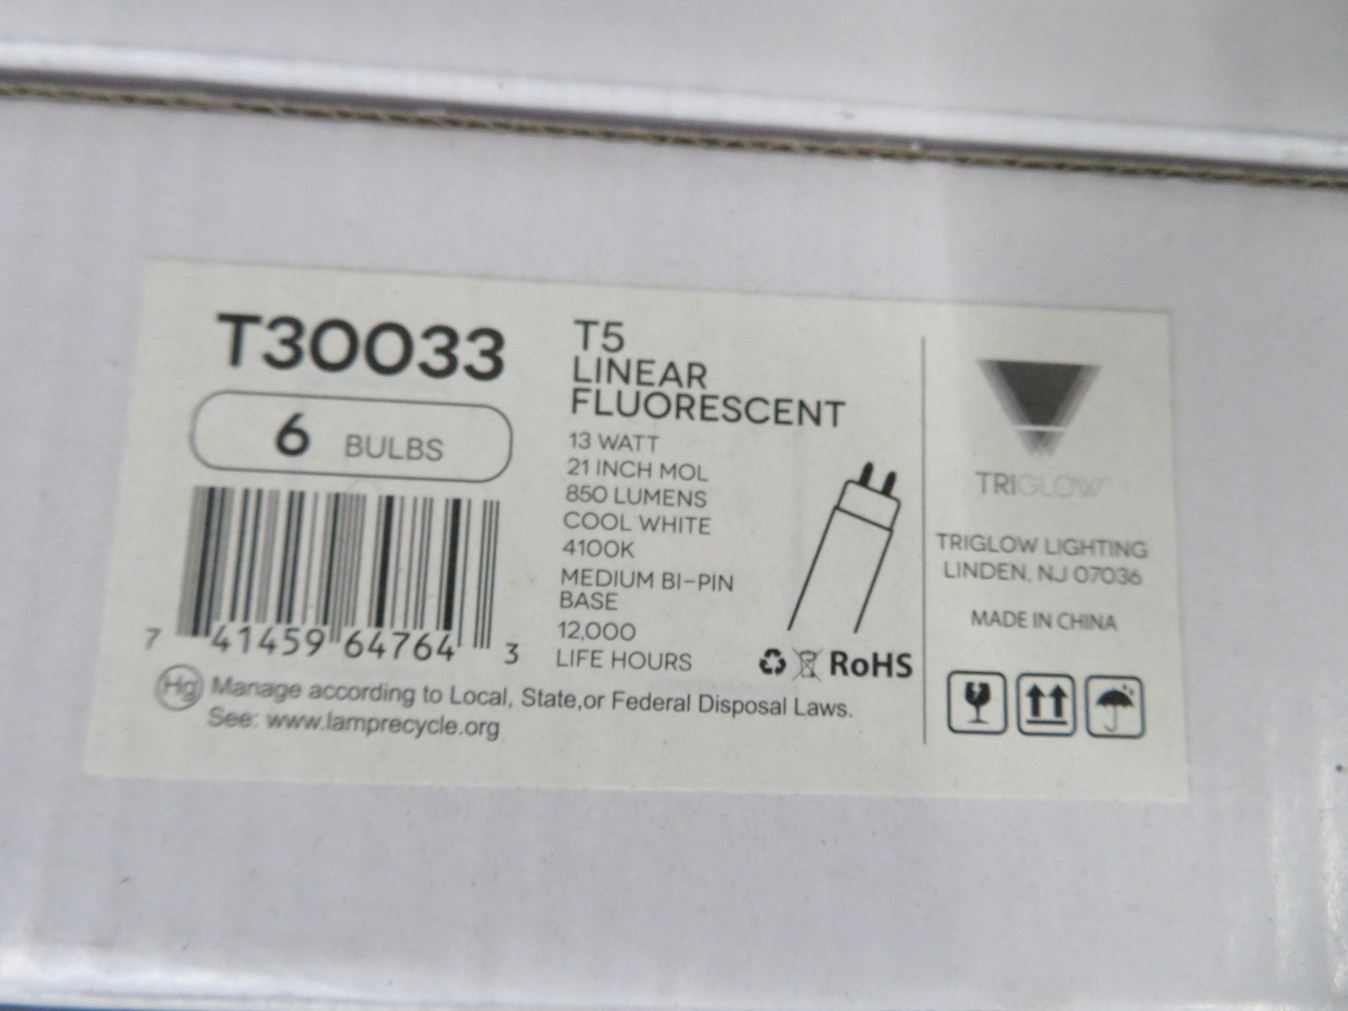 T30033
6 BULBS
7 41459 64764 3
T5
LINEAR
FLUORESCENT
13 WATT
21 INCH MOL
850 LUMENS
COOL WHITE
4100K
MEDIUM BI-PIN
BASE
12,000
LIFE HOURS
RoHS
Hg Manage according to Local, State,or Federal Disposal Laws.
See: www.lamprecycle.org
TRIGLOW
TRIGLOW LIGHTING
LINDEN, NJ 07036
MADE IN CHINA